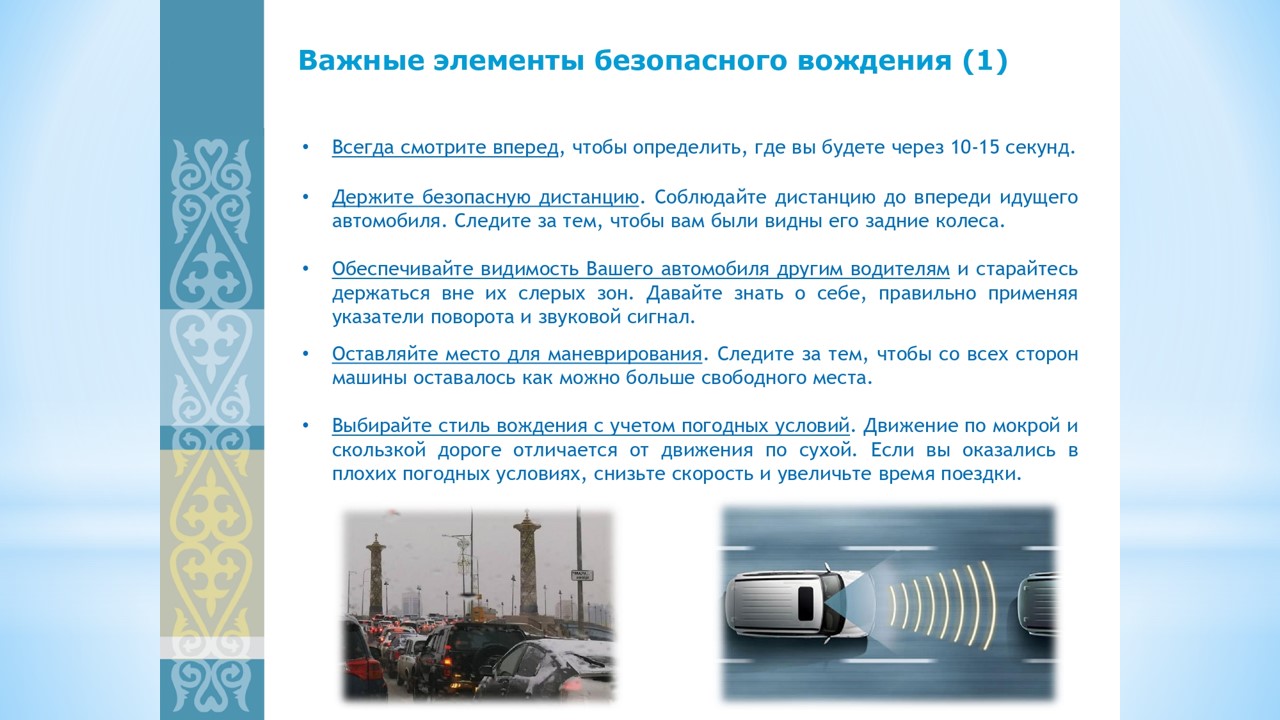 Важные элементы безопасного вождения (1)
• Всегда смотрите вперед, чтобы определить, где вы будете через 10-15 секунд.
• Держите безопасную дистанцию. Соблюдайте дистанцию до впереди идущего
автомобиля. Следите за тем, чтобы вам были видны его задние колеса.
• Обеспечивайте видимость Вашего автомобиля другим водителям и старайтесь
держаться вне их слерых зон. Давайте знать о себе, правильно применяя
указатели поворота и звуковой сигнал.
• Оставляйте место для маневрирования. Следите за тем, чтобы со всех сторон
машины оставалось как можно больше свободного места.
• Выбирайте стиль вождения с учетом погодных условий. Движение по мокрой и
скользкой дороге отличается от движения по сухой. Если вы оказались в
плохих погодных условиях, снизьте скорость и увеличьте время поездки.